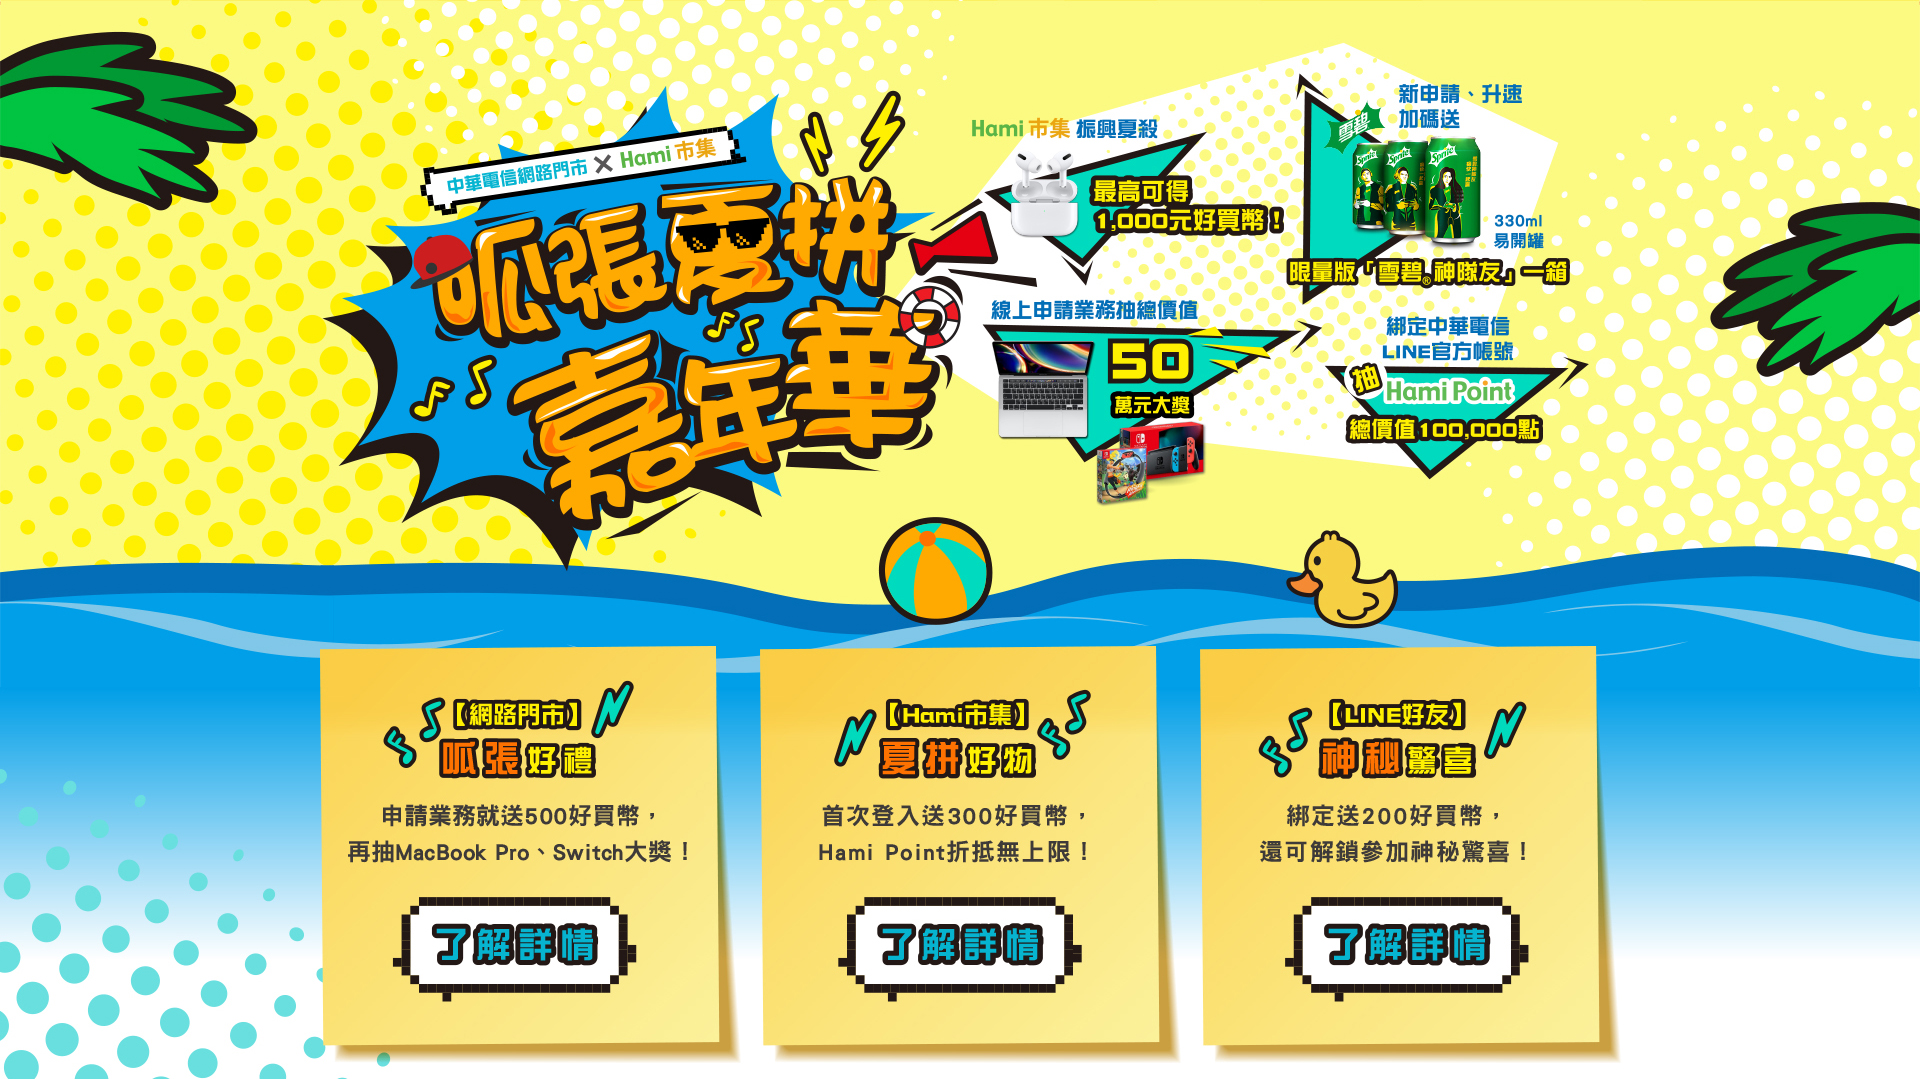 中華電信網路門市 × Hami 市集
呱張夏拼
嘉年華
Hami 市集 振興夏殺
最高可得
1,000元好買幣！
新申請、升速
加碼送
雪碧
Sprite Sprite Sprite
330ml
易開罐
限量版「雪碧®神隊友」一箱
線上申請業務抽總價值
50
萬元大獎
綁定中華電信
LINE官方帳號
抽 Hami Point
總價值100,000點
【網路門市】
呱張好禮
申請業務就送500好買幣，
再抽MacBook Pro、Switch大獎！
了解詳情
【Hami市集】
夏拼好物
首次登入送300好買幣，
Hami Point折抵無上限！
了解詳情
【LINE好友】
神秘驚喜
綁定送200好買幣，
還可解鎖參加神秘驚喜！
了解詳情